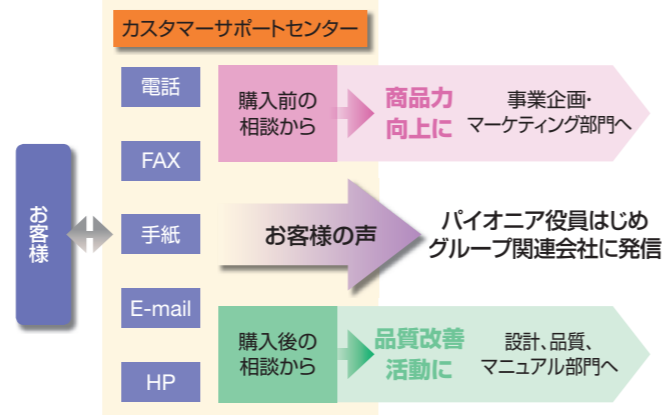 カスタマーサポートセンター
お客様
電話
FAX
手紙
E-mail
HP
購入前の
相談から
商品力
向上に
事業企画・
マーケティング部門へ
お客様の声
パイオニア役員はじめ
グループ関連会社に発信
購入後の
相談から
品質改善
活動に
設計、品質、
マニュアル部門へ